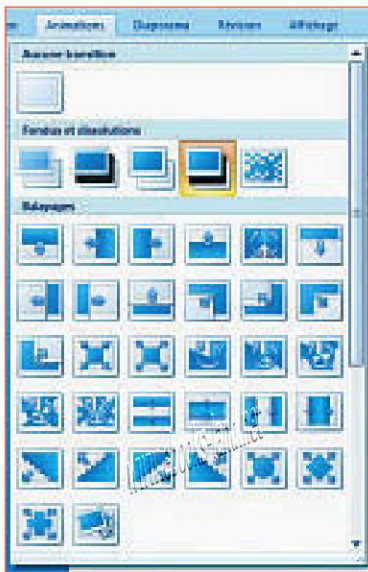 Animations Diaporama Révision Affichage
Aucune transition
Fondus et dissolutions
Balayages